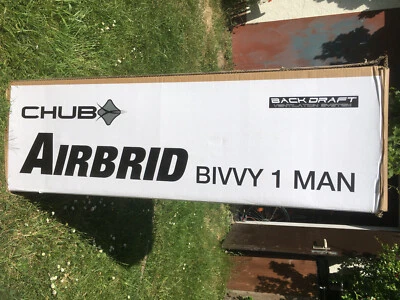 CHUB
BACK DRAFT
VENTILATION SYSTEM
AIRBRID BIVVY 1 MAN